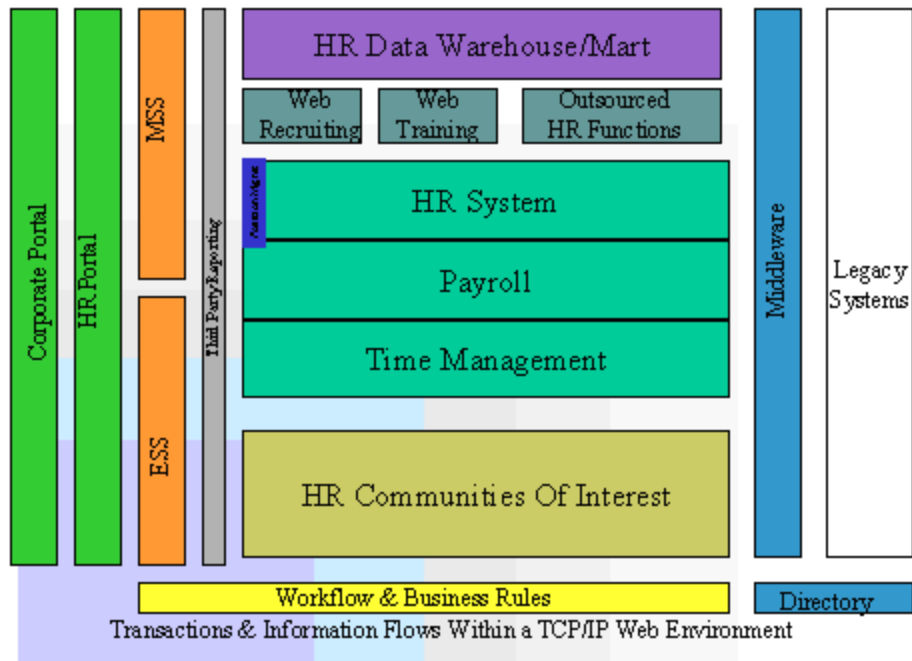 HR Data Warehouse/Mart
Web
Recruiting
Web
Training
Outsourced
HR Functions
HR System
Payroll
Time Management
HR Communities Of Interest
Corporate Portal
HR Portal
MSS
ESS
Third Party Reporting
Middleware
Legacy
Systems
Workflow & Business Rules
Directory
Transactions & Information Flows Within a TCP/IP Web Environment